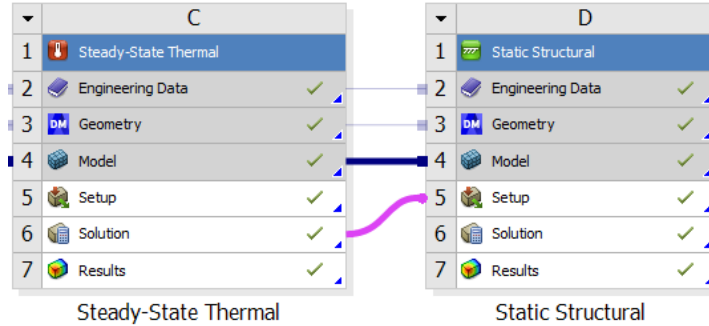 C
1 Steady-State Thermal
2 Engineering Data
3 DM Geometry
4 Model
5 Setup
6 Solution
7 Results
Steady-State Thermal
D
1 Static Structural
2 Engineering Data
3 DM Geometry
4 Model
5 Setup
6 Solution
7 Results
Static Structural